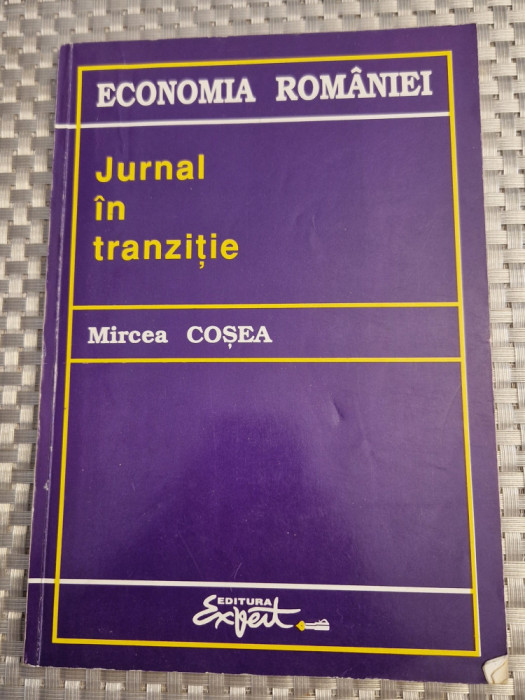 ECONOMIA ROMÂNIEI
Jurnal
în
tranziție
Mircea COȘEA
EDITURA
Expert